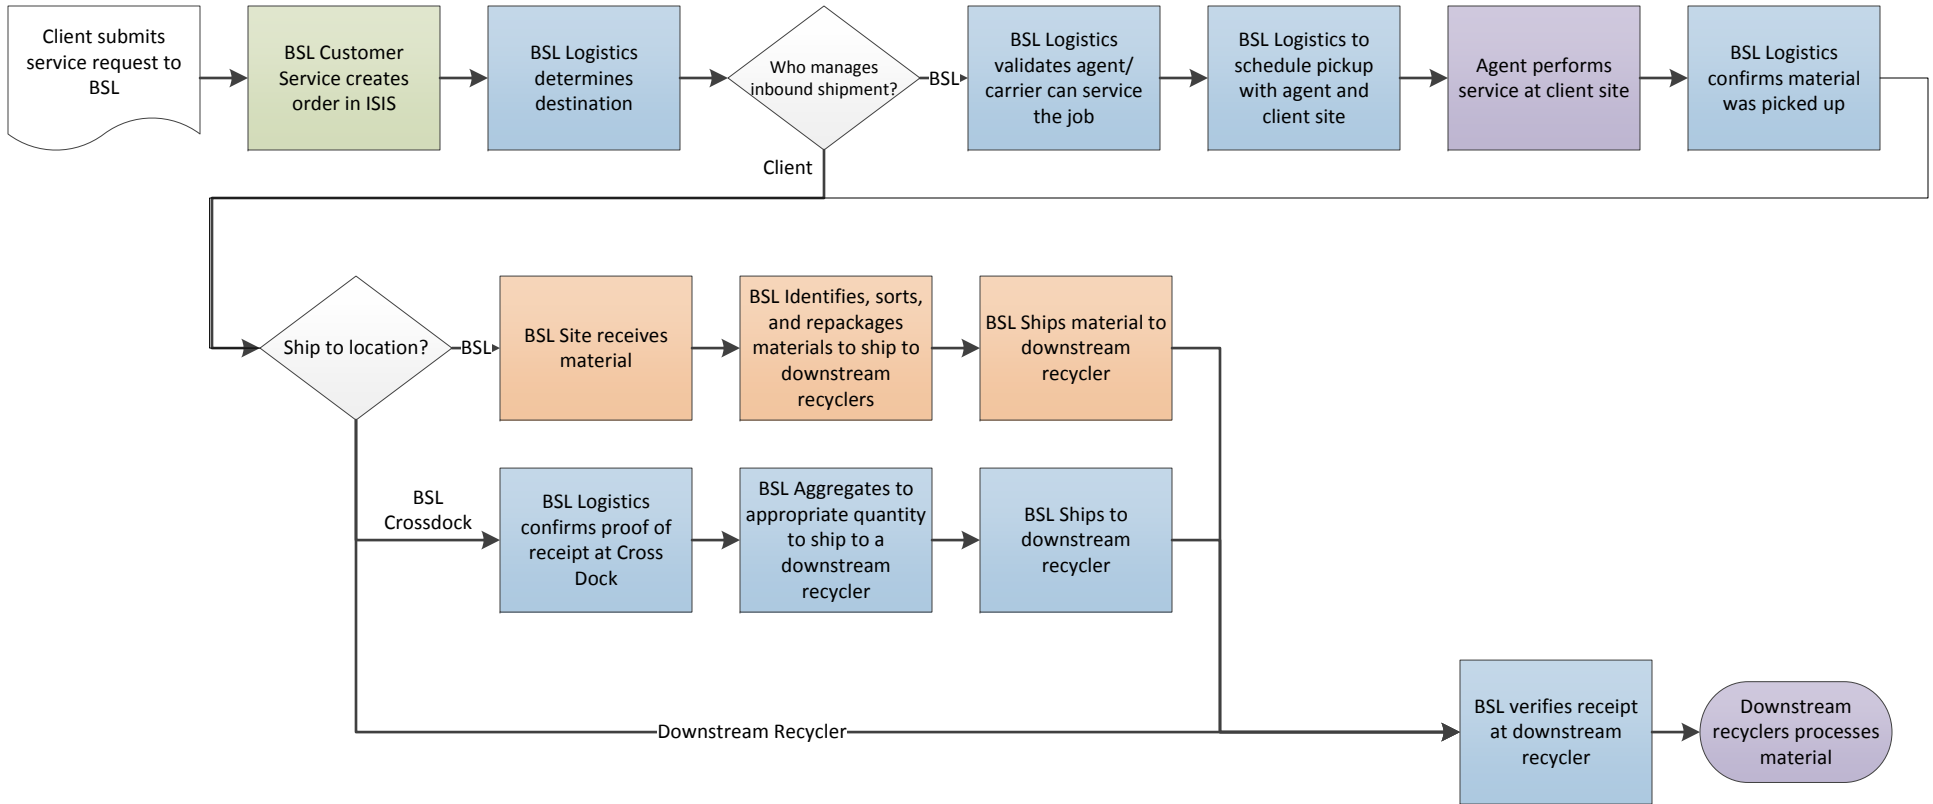 Client submits
service request to
BSL
BSL Customer
Service creates
order in ISIS
BSL Logistics
determines
destination
Who manages
inbound shipment?
BSL
BSL Logistics
validates agent/
carrier can service
the job
BSL Logistics to
schedule pickup
with agent and
client site
Agent performs
service at client site
BSL Logistics
confirms material
was picked up
Client
Ship to location?
BSL
BSL Site receives
material
BSL Identifies, sorts,
and repackages
materials to ship to
downstream
recyclers
BSL Ships material to
downstream
recycler
BSL
Crossdock
BSL Logistics
confirms proof of
receipt at Cross
Dock
BSL Aggregates to
appropriate quantity
to ship to a
downstream
recycler
BSL Ships to
downstream
recycler
Downstream Recycler
BSL verifies receipt
at downstream
recycler
Downstream
recyclers processes
material